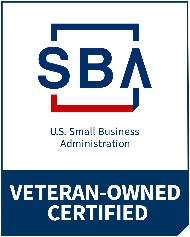 SBA
U.S. Small Business
Administration
VETERAN-OWNED
CERTIFIED